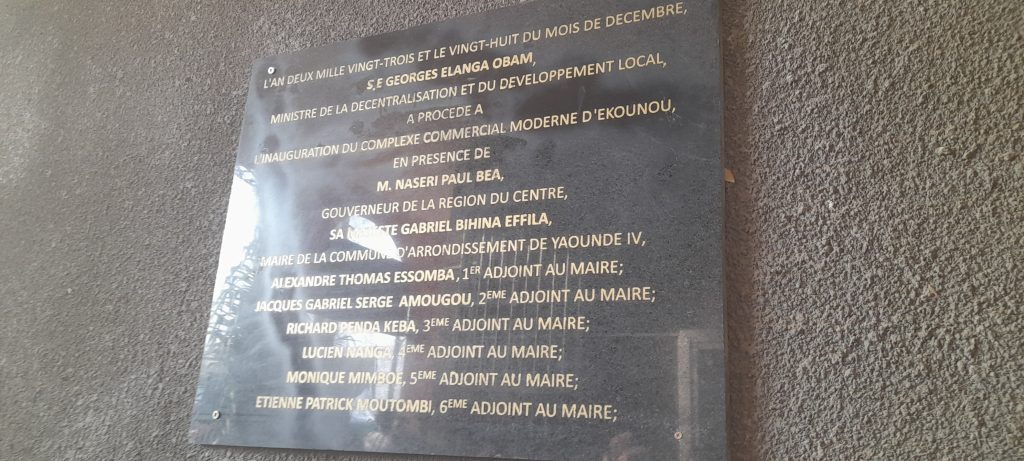 L'AN DEUX MILLE VINGT-TROIS ET LE VINGT-HUIT DU MOIS DE DECEMBRE,
S,E GEORGES ELANGA OBAM,
MINISTRE DE LA DECENTRALISATION ET DU DEVELOPPEMENT LOCAL,
A PROCEDE A
L'INAUGURATION DU COMPLEXE COMMERCIAL MODERNE D'EKOUNOU,
EN PRESENCE DE
M. NASERI PAUL BEA,
GOUVERNEUR DE LA REGION DU CENTRE,
SA MAJESTE GABRIEL BIHINA EFFILA,
MAIRE DE LA COMMUNE D'ARRONDISSEMENT DE YAOUNDE IV,
ALEXANDRE THOMAS ESSOMBA, 1ER ADJOINT AU MAIRE;
JACQUES GABRIEL SERGE AMOUGOU, 2EME ADJOINT AU MAIRE;
RICHARD PENDA KEBA, 3EME ADJOINT AU MAIRE;
LUCIEN NANGA, 4EME ADJOINT AU MAIRE;
MONIQUE MIMBOE, 5EME ADJOINT AU MAIRE;
ETIENNE PATRICK MOUTOMBI, 6EME ADJOINT AU MAIRE;